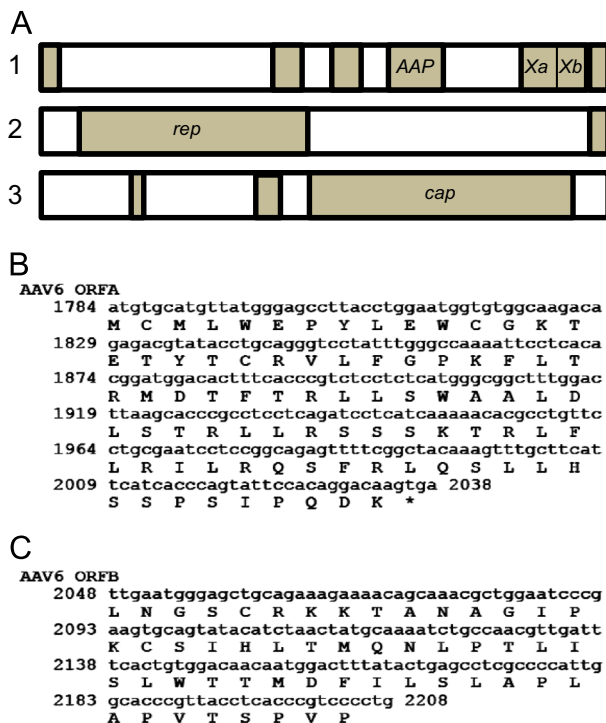 A
1 AAP Xa Xb
2 rep
3 cap
B
AAV6 ORFA
1784 atgtgcatgttatgggagccttacctggaatggtgtggcaagaca
M C M L W E P Y L E W C G K T
1829 gagacgtatacctgcagggtcctatttgggccaaaattcctcaca
E T Y T C R V L F G P K F L T
1874 cggatggacactttcacccgtctcctctcatgggcggctttggac
R M D T F T R L L S W A A L D
1919 ttaagcacccgcctcctcagatcctcatcaaaaacacgcctgttc
L S T R L L R S S S K T R L F
1964 ctgcgaatcctccggcagagttttcggctacaaagtttgcttcat
L R I L R Q S F R L Q S L L H
2009 tcatcacccagtattccacaggacaagtga 2038
S S P S I P Q D K *
C
AAV6 ORFB
2048 ttgaatgggagctgcagaaagaaaacagcaaacgctggaatcccg
L N G S C R K K T A N A G I P
2093 aagtgcagtatacatctaactatgcaaaatctgccaacgttgatt
K C S I H L T M Q N L P T L I
2138 tcactgtggacaacaatggactttatactgagcctcgccccattg
S L W T T M D F I L S L A P L
2183 gcacccgttacctcacccgtcccctg 2208
A P V T S P V P